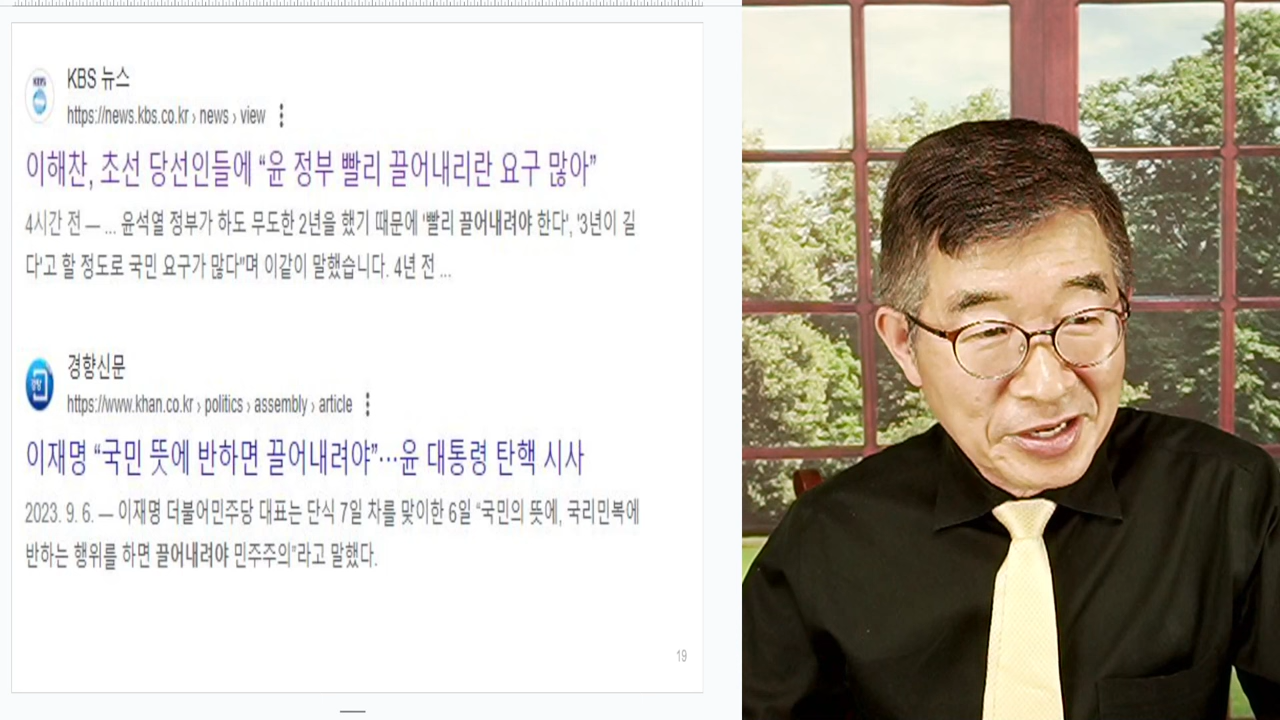 KBS 뉴스
https://news.kbs.co.kr › news › view
이해찬, 초선 당선인들에 “윤 정부 빨리 끌어내리란 요구 많아”
4시간 전 — ... 윤석열 정부가 하도 무도한 2년을 했기 때문에 '빨리 끌어내려야 한다', '3년이 길
다'고 할 정도로 국민 요구가 많다"며 이같이 말했습니다. 4년 전 ...
경향신문
https://www.khan.co.kr › politics › assembly › article
이재명 “국민 뜻에 반하면 끌어내려야”…윤 대통령 탄핵 시사
2023. 9. 6. — 이재명 더불어민주당 대표는 단식 7일 차를 맞이한 6일 “국민의 뜻에, 국리민복에
반하는 행위를 하면 끌어내려야 민주주의”라고 말했다.
19